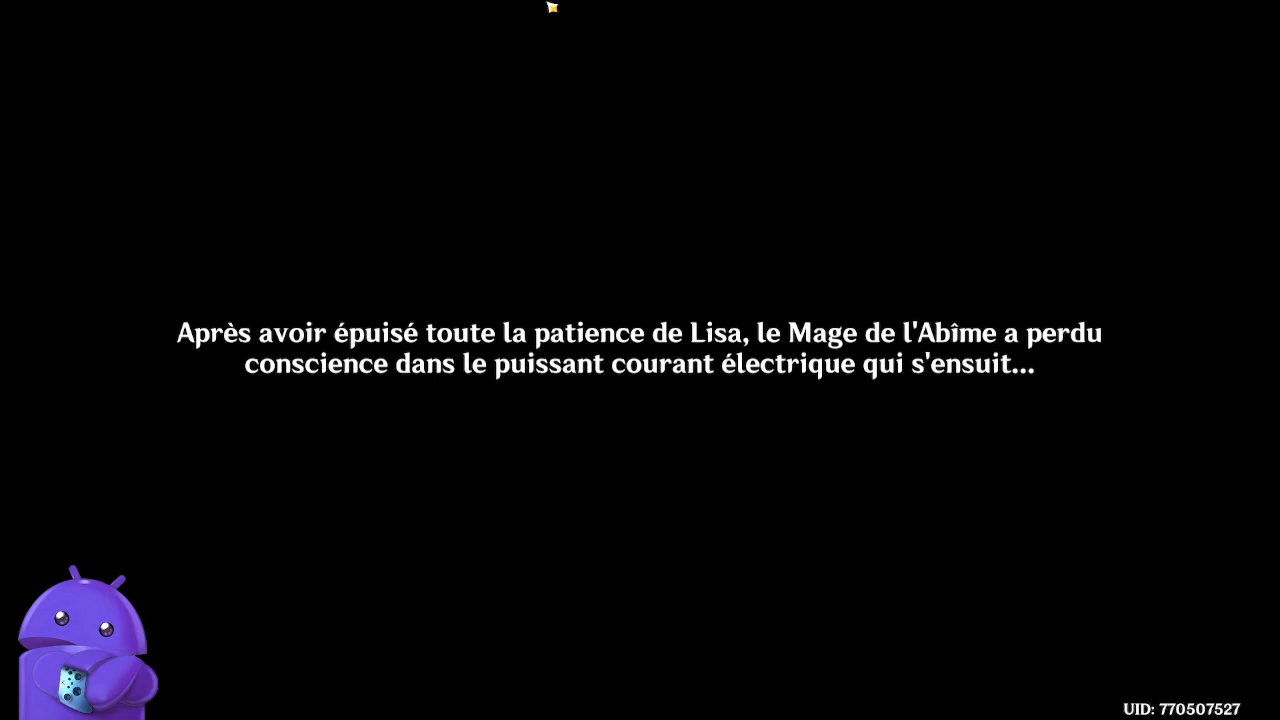 Après avoir épuisé toute la patience de Lisa, le Mage de l'Abîme a perdu
conscience dans le puissant courant électrique qui s'ensuit...
UID: 770507527